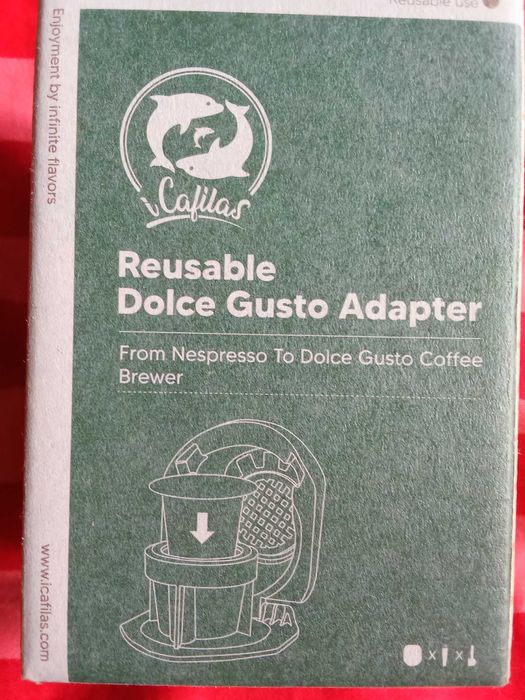 Reusable use
Enjoyment by infinite flavors
i Cafilas
Reusable
Dolce Gusto Adapter
From Nespresso To Dolce Gusto Coffee
Brewer
www.icafilas.com
x x